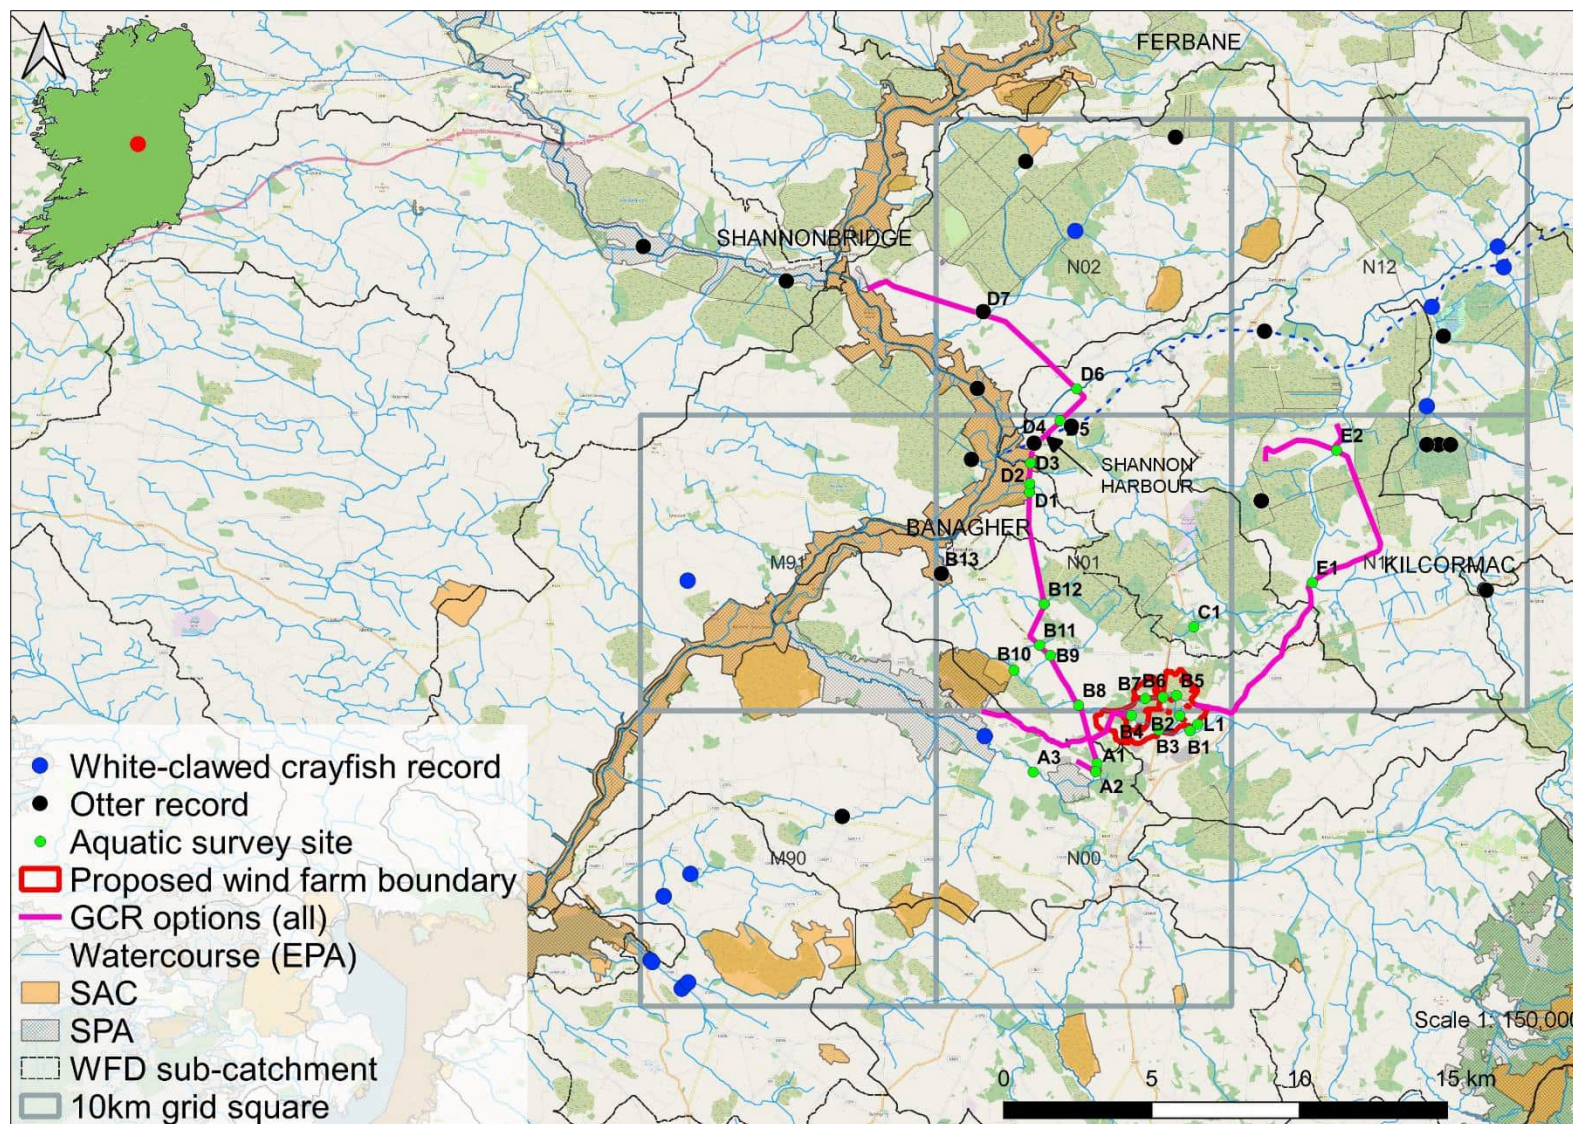 FERBANE
SHANNONBRIDGE
N02
N12
D7
D6
D4
D5
E2
D3
SHANNON
HARBOUR
D2
D1
BANAGHER
M91
B13
N01
E1
KILCORMAC
B12
C1
B11
B10
B9
B7
B6
B5
B8
B4
B2
L1
B3
B1
A3
A1
A2
M90
N00
White-clawed crayfish record
Otter record
Aquatic survey site
Proposed wind farm boundary
GCR options (all)
Watercourse (EPA)
SAC
SPA
WFD sub-catchment
10km grid square
Scale 1: 150,000
0 5 10 15 km